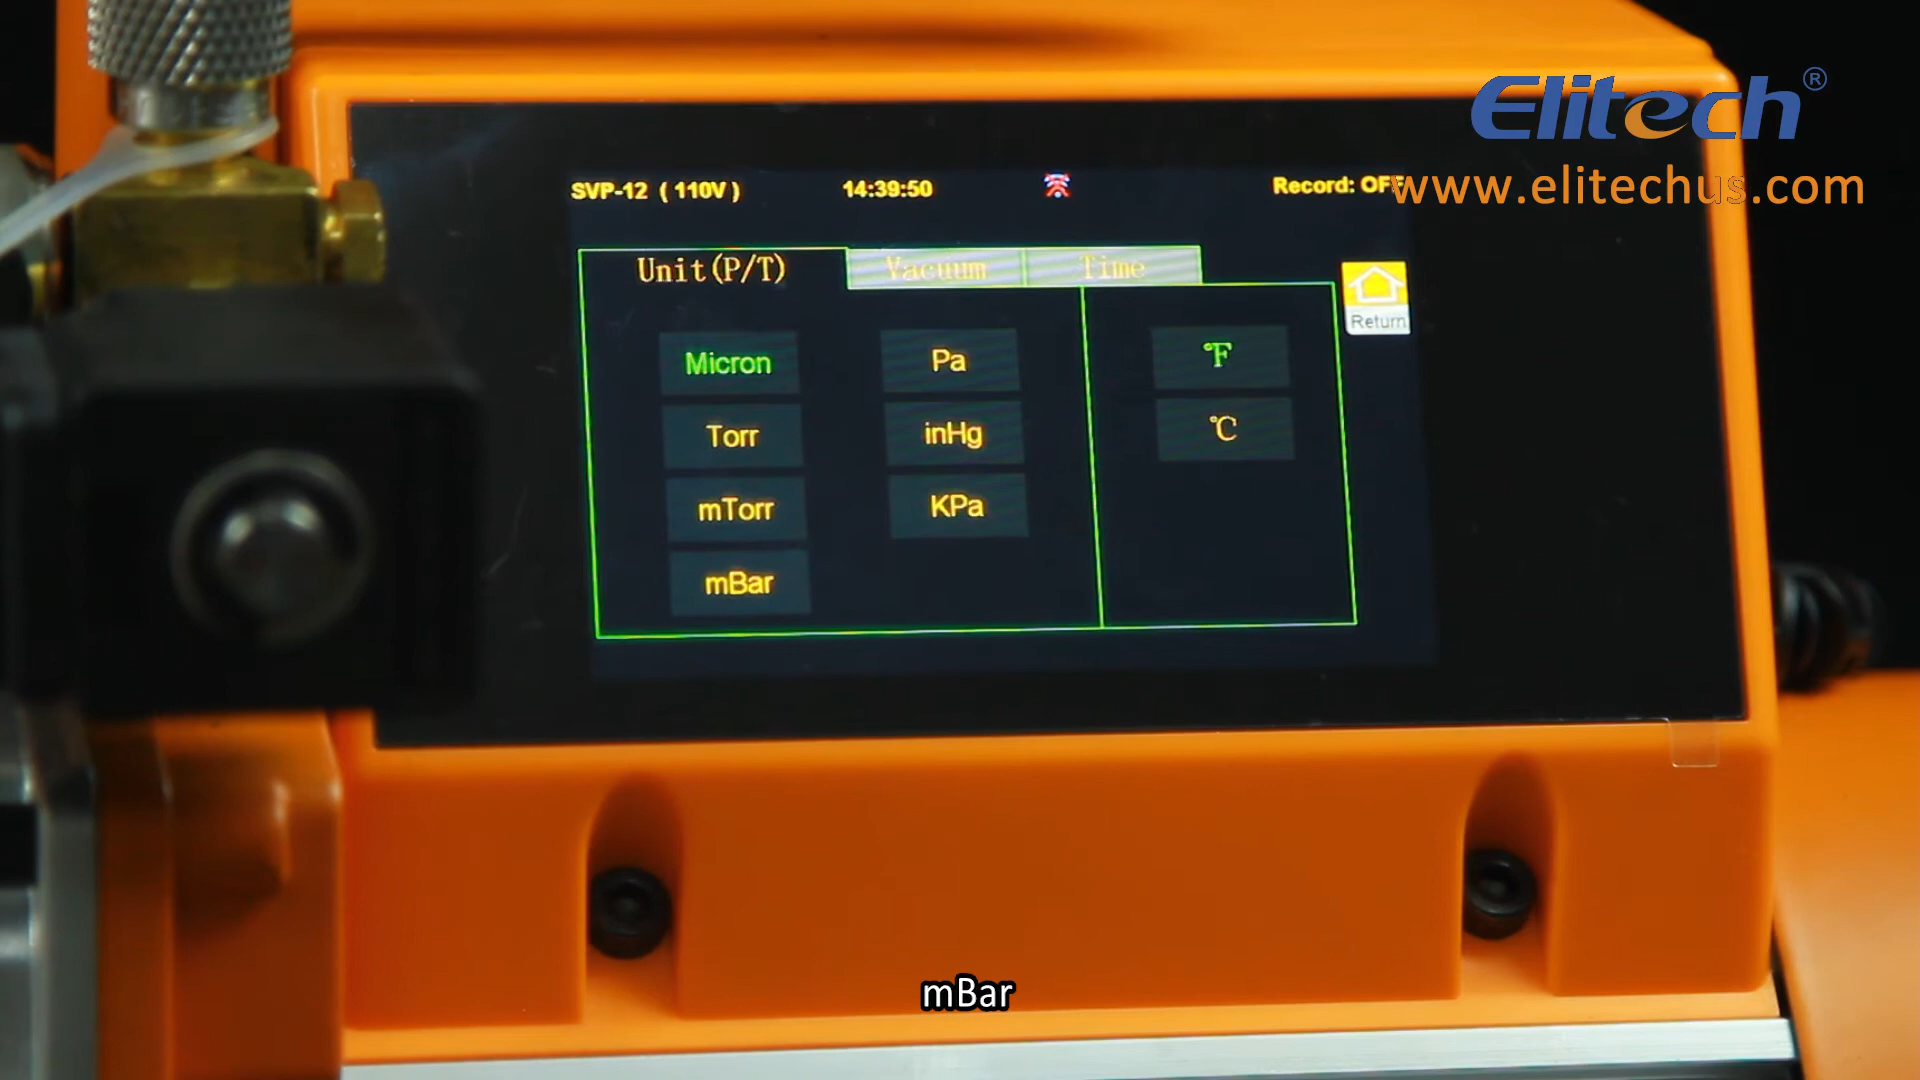 Elitech®
www.elitechus.com
SVP-12 ( 110V ) 14:39:50 Record: OFF
Unit(P/T) Vacuum Time
Return
Micron Pa ℉
Torr inHg ℃
mTorr KPa
mBar
mBar